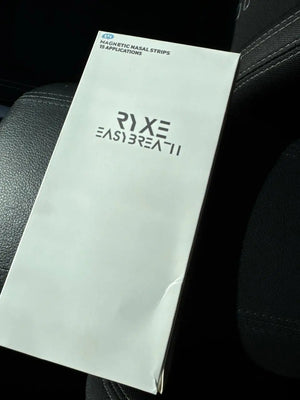 MAGNETIC NASAL STRIPS
15 APPLICATIONS
RYXE
EASYBREATH